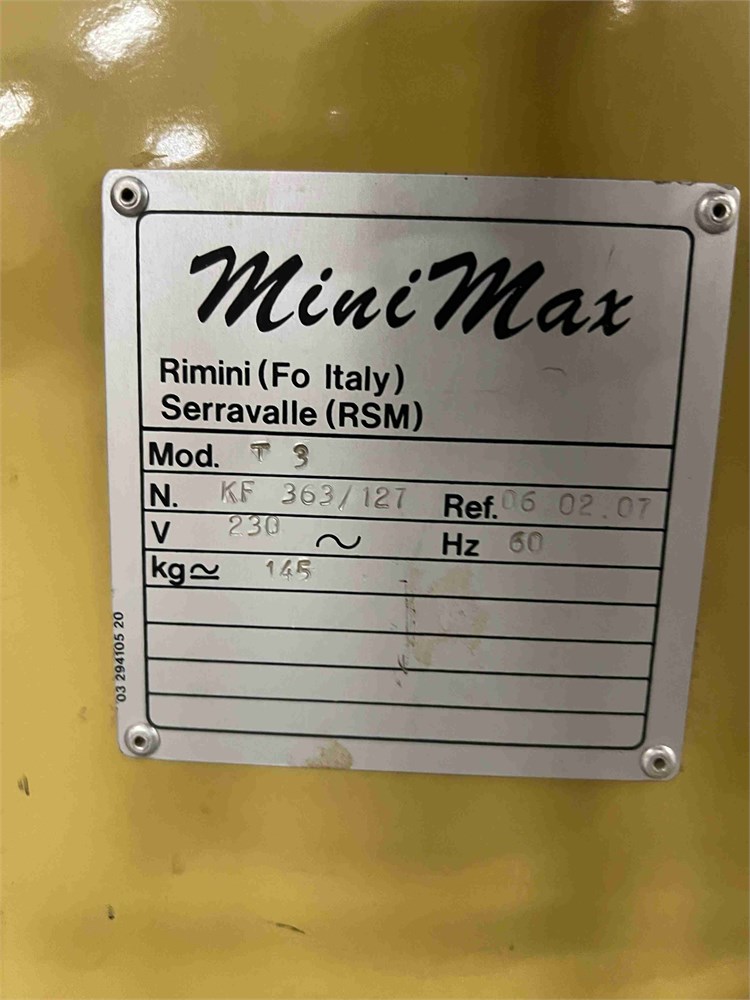 MiniMax
Rimini (Fo Italy)
Serravalle (RSM)
Mod. T 3
N. KF 363/127 Ref. 06.02.07
V 230 ~ Hz 60
kg≃ 145
03 294105 20